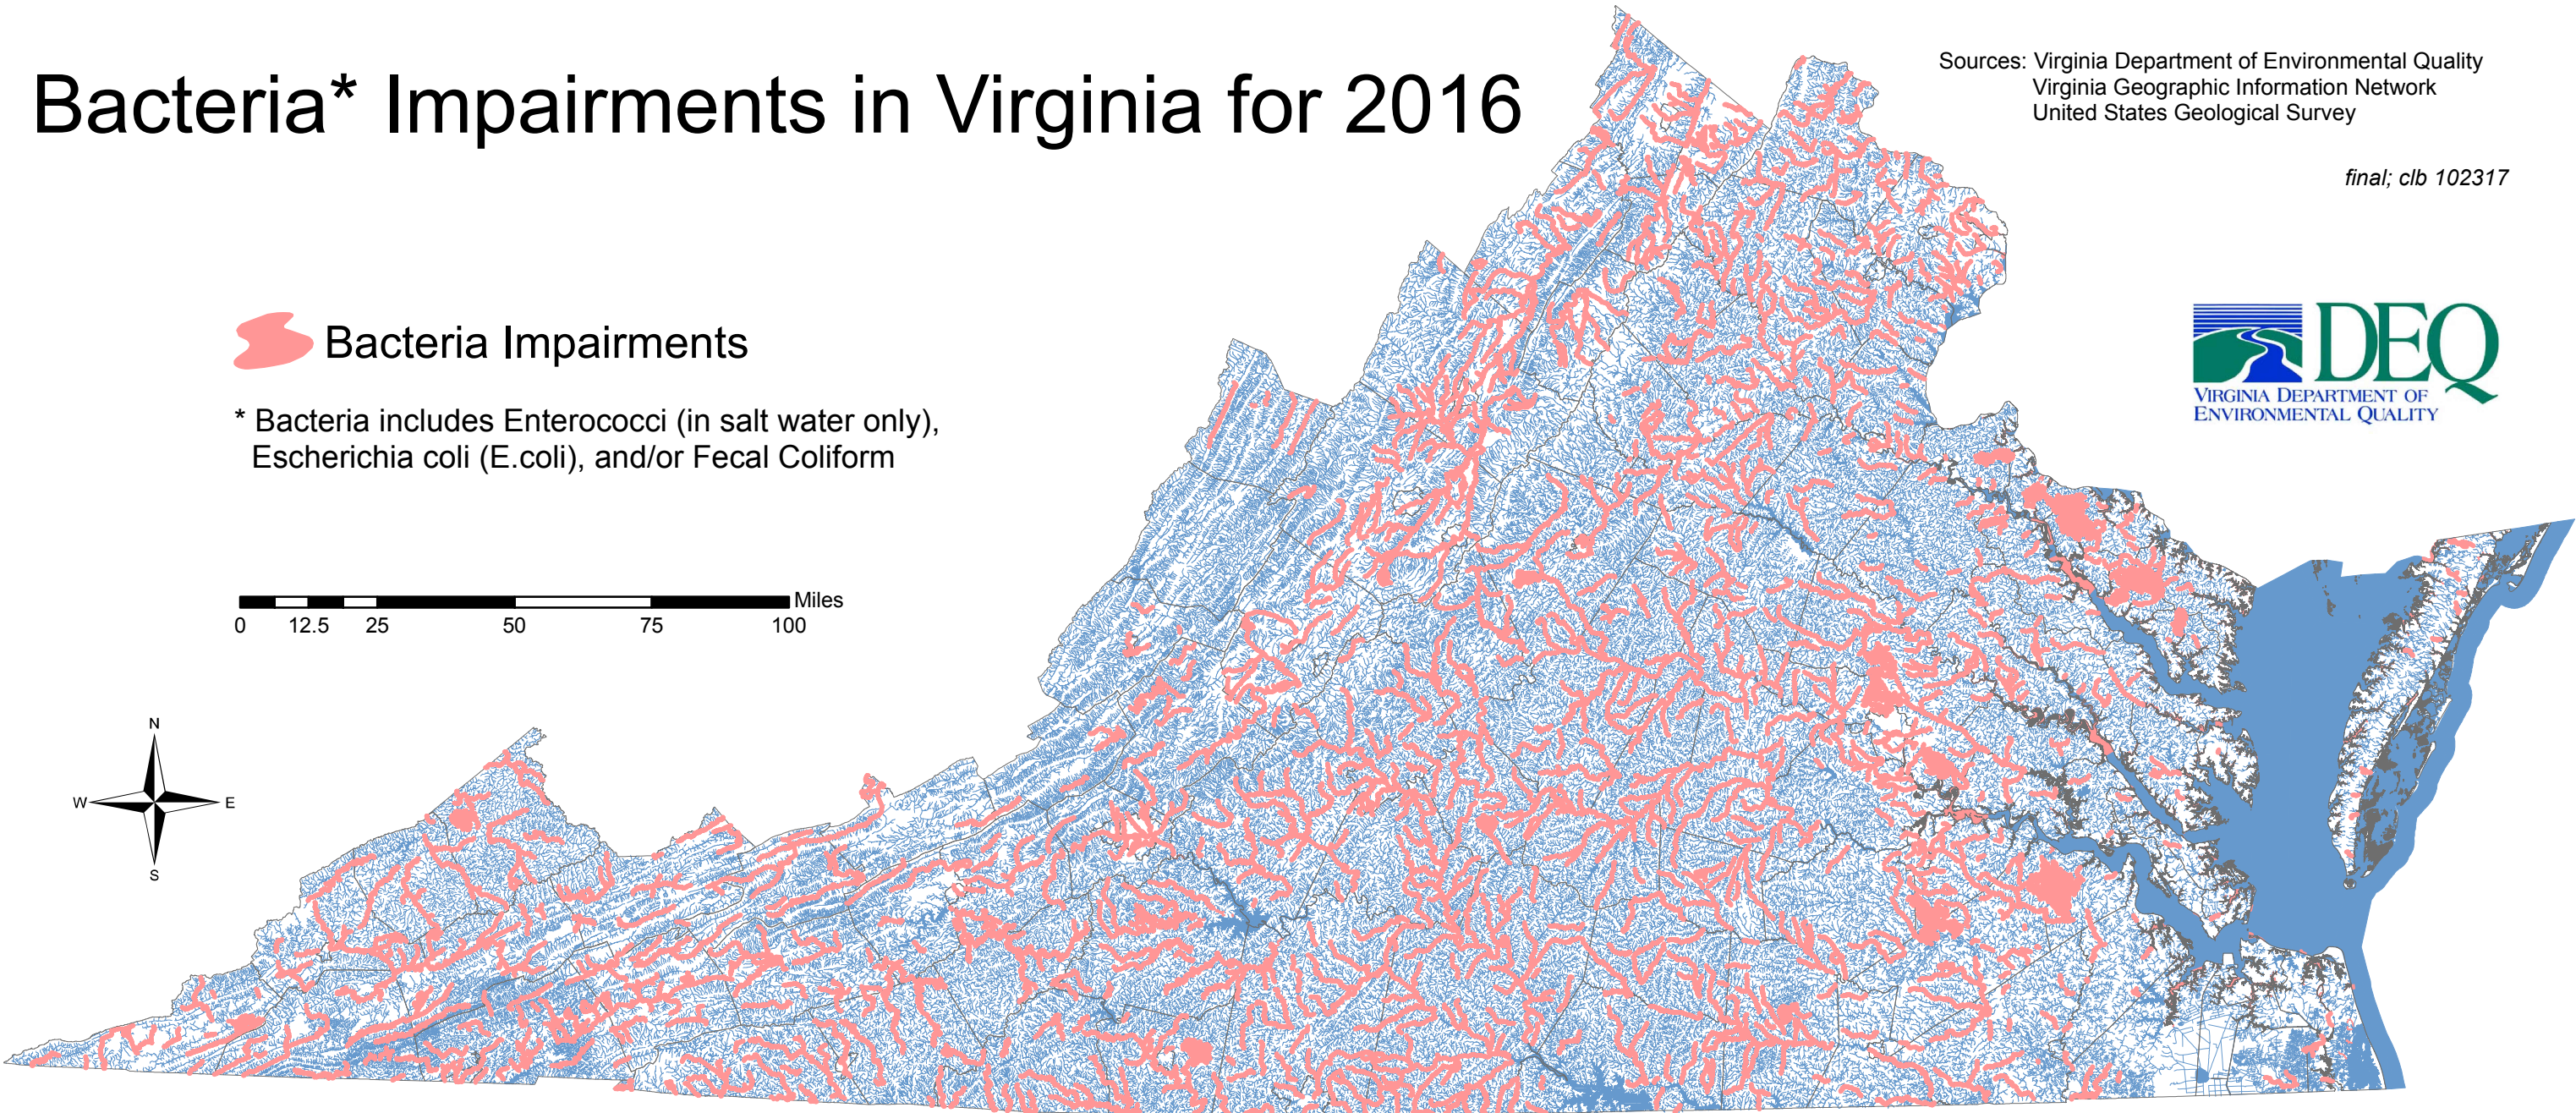 Bacteria* Impairments in Virginia for 2016
Sources: Virginia Department of Environmental Quality
Virginia Geographic Information Network
United States Geological Survey
final; clb 102317
Bacteria Impairments
* Bacteria includes Enterococci (in salt water only),
Escherichia coli (E.coli), and/or Fecal Coliform
DEQ
VIRGINIA DEPARTMENT OF
ENVIRONMENTAL QUALITY
Miles
0 12.5 25 50 75 100
N
W E
S